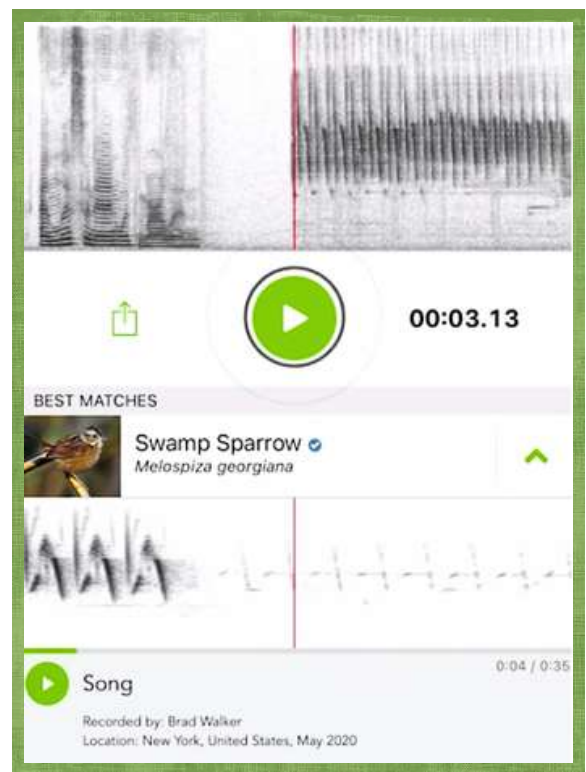 00:03.13
BEST MATCHES
Swamp Sparrow
Melospiza georgiana
0:04 / 0:35
Song
Recorded by: Brad Walker
Location: New York, United States, May 2020